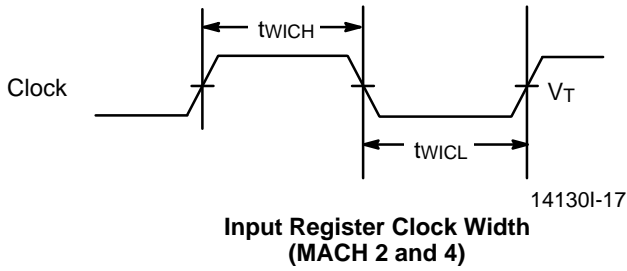 tWICH
Clock
VT
tWICL
14130I-17
Input Register Clock Width
(MACH 2 and 4)